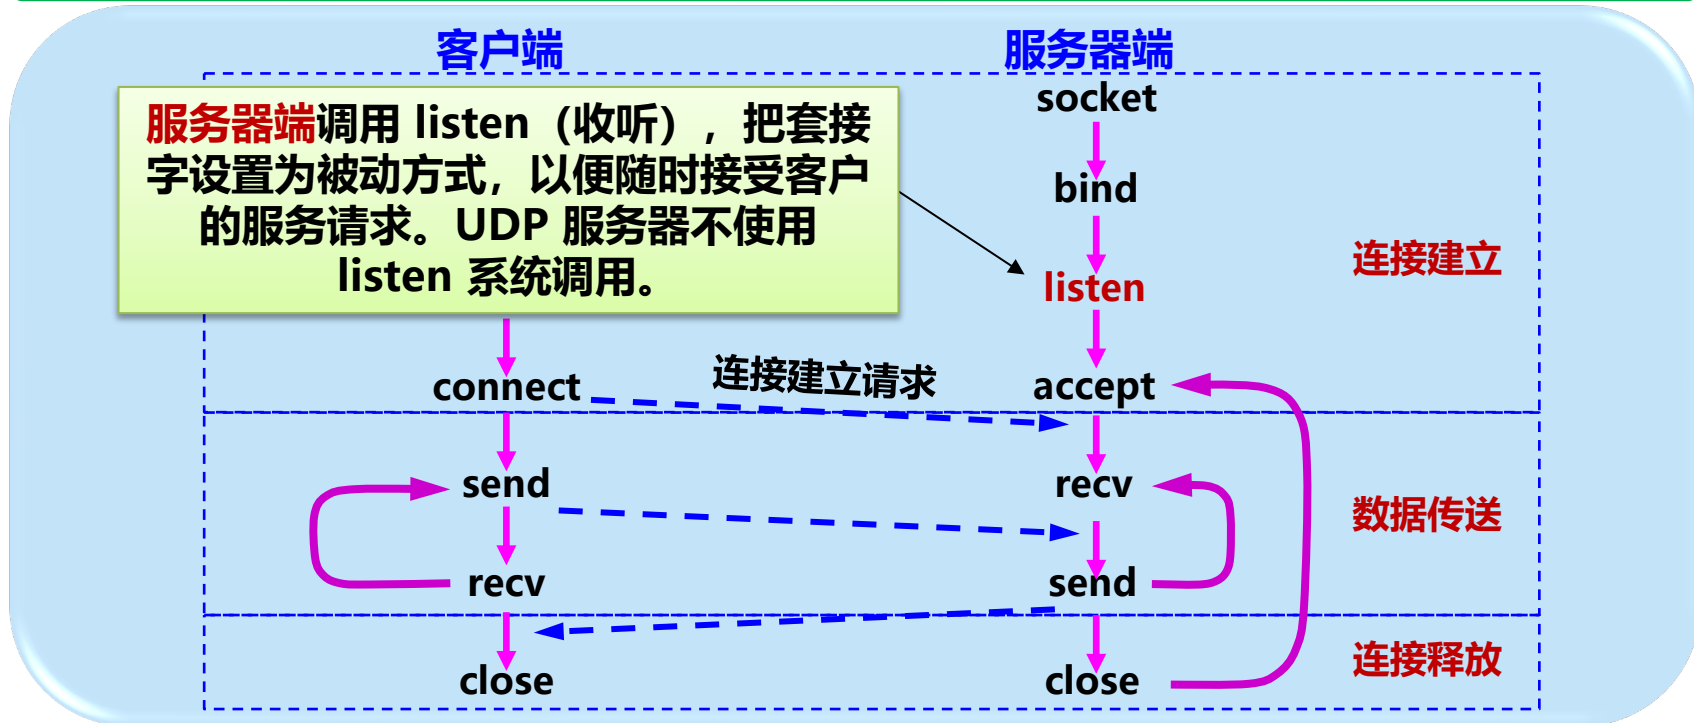 客户端
服务器端
服务器端调用 listen（收听），把套接
字设置为被动方式，以便随时接受客户
的服务请求。UDP 服务器不使用
listen 系统调用。
socket
bind
listen
连接建立
connect
连接建立请求
accept
send
recv
数据传送
recv
send
连接释放
close
close